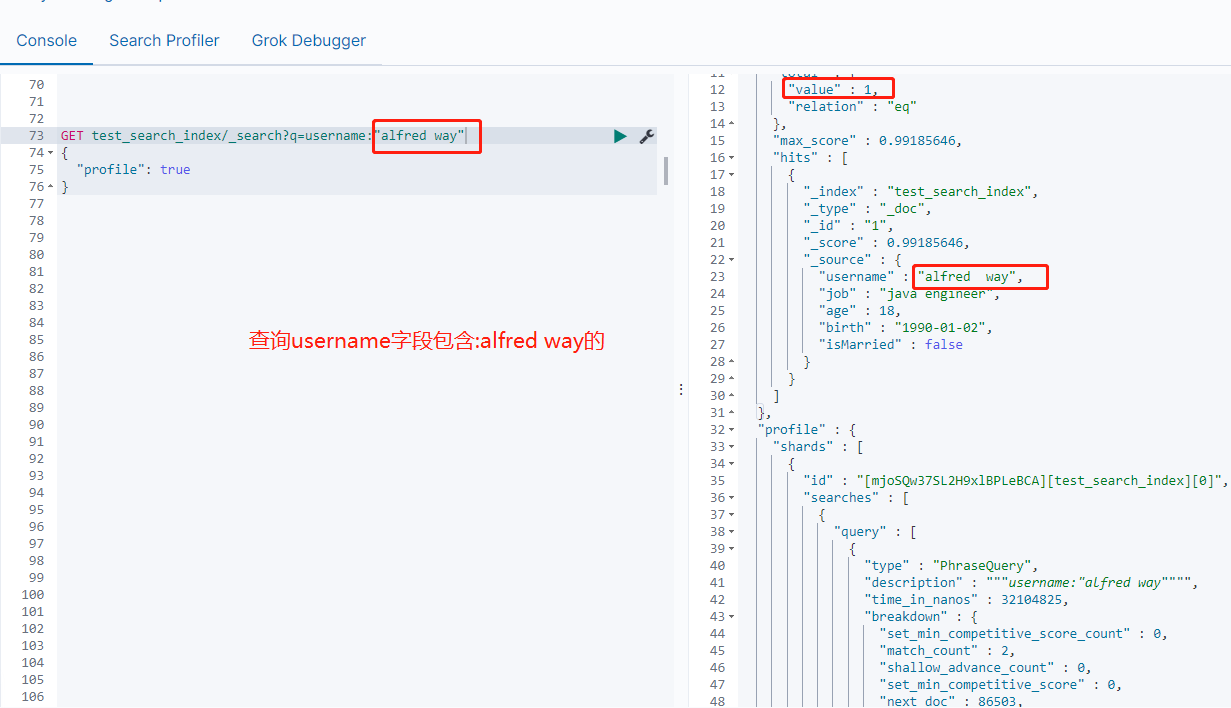 Console Search Profiler Grok Debugger
70
71
72
73 GET test_search_index/_search?q=username:"alfred way"
74 {
75 "profile": true
76 }
77
78
79
80
81
82
83
84
85
86
87
88
89
90
91
92
93
94
95
96
97
98
99
100
101
102
103
104
105
106
查询username字段包含:alfred way的
12 "value" : 1,
13 "relation" : "eq"
14 },
15 "max_score" : 0.99185646,
16 "hits" : [
17 {
18 "_index" : "test_search_index",
19 "_type" : "_doc",
20 "_id" : "1",
21 "_score" : 0.99185646,
22 "_source" : {
23 "username" : "alfred  way",
24 "job" : "java engineer",
25 "age" : 18,
26 "birth" : "1990-01-02",
27 "isMarried" : false
28 }
29 }
30 ]
31 },
32 "profile" : {
33 "shards" : [
34 {
35 "id" : "[mjoSQw37SL2H9xlBPLeBCA][test_search_index][0]",
36 "searches" : [
37 {
38 "query" : [
39 {
40 "type" : "PhraseQuery",
41 "description" : """username:"alfred way"""",
42 "time_in_nanos" : 32104825,
43 "breakdown" : {
44 "set_min_competitive_score_count" : 0,
45 "match_count" : 2,
46 "shallow_advance_count" : 0,
47 "set_min_competitive_score" : 0,
48 "next_doc" : 86503,